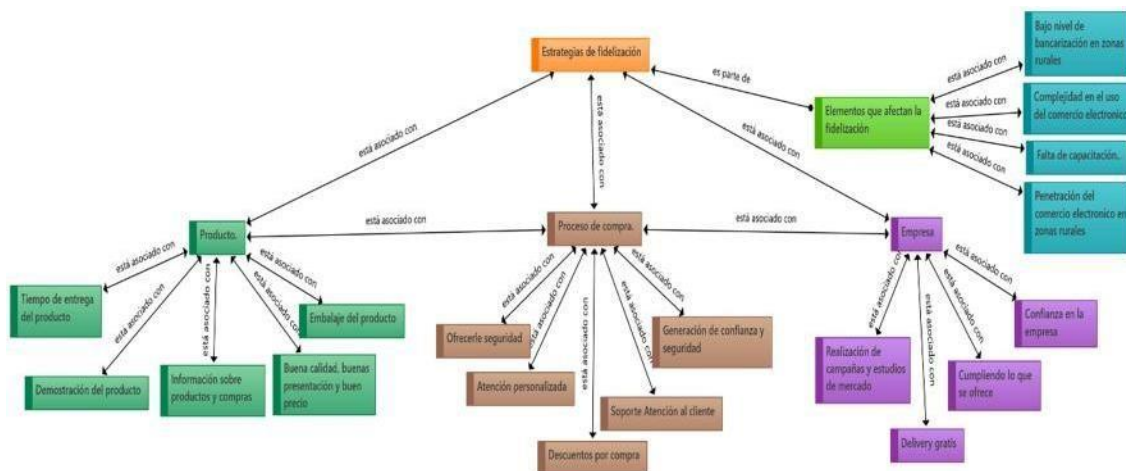 Estrategias de fidelización
es parte de
Elementos que afectan la
fidelización
está asociado con
Bajo nivel de
bancarización en zonas
rurales
está asociado con
Complejidad en el uso
del comercio electronico
está asociado con
Falta de capacitación..
está asociado con
Penetración del
comercio electronico en
zonas rurales
está asociado con
está asociado con
está asociado con
Producto.
está asociado con
Proceso de compra.
está asociado con
Empresa
está asociado con
Tiempo de entrega
del producto
está asociado con
Demostración del producto
está asociado con
Información sobre
productos y compras
está asociado con
Buena calidad, buenas
presentación y buen
precio
está asociado con
Embalaje del producto
está asociado con
Ofrecerle seguridad
está asociado con
Atención personalizada
está asociado con
Descuentos por compra
está asociado con
Soporte Atención al cliente
está asociado con
Generación de confianza y
seguridad
está asociado con
Realización de
campañas y estudios
de mercado
está asociado con
Delivery gratis
está asociado con
Cumpliendo lo que
se ofrece
está asociado con
Confianza en la
empresa